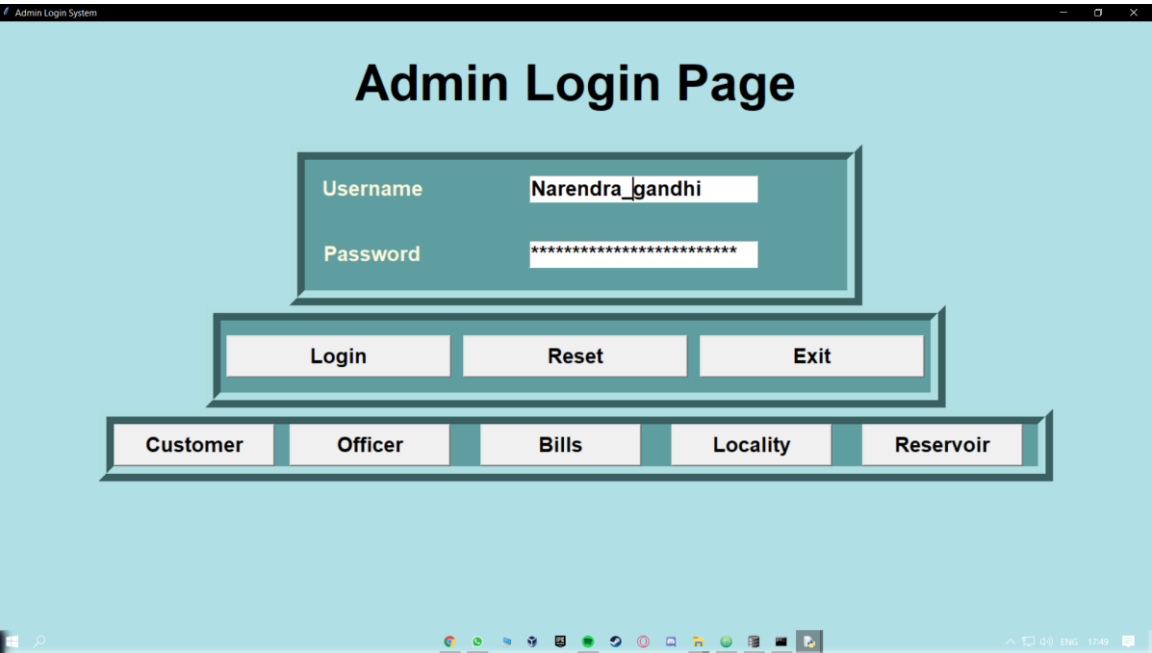 Admin Login System
Admin Login Page
Username Narendra_gandhi
Password *************************
Login Reset Exit
Customer Officer Bills Locality Reservoir
ENG 17:49